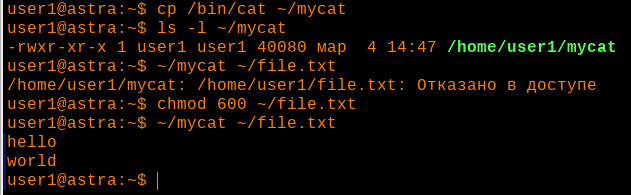 user1@astra:~$ cp /bin/cat ~/mycat
user1@astra:~$ ls -l ~/mycat
-rwxr-xr-x 1 user1 user1 40080 мар  4 14:47 /home/user1/mycat
user1@astra:~$ ~/mycat ~/file.txt
/home/user1/mycat: /home/user1/file.txt: Отказано в доступе
user1@astra:~$ chmod 600 ~/file.txt
user1@astra:~$ ~/mycat ~/file.txt
hello
world
user1@astra:~$